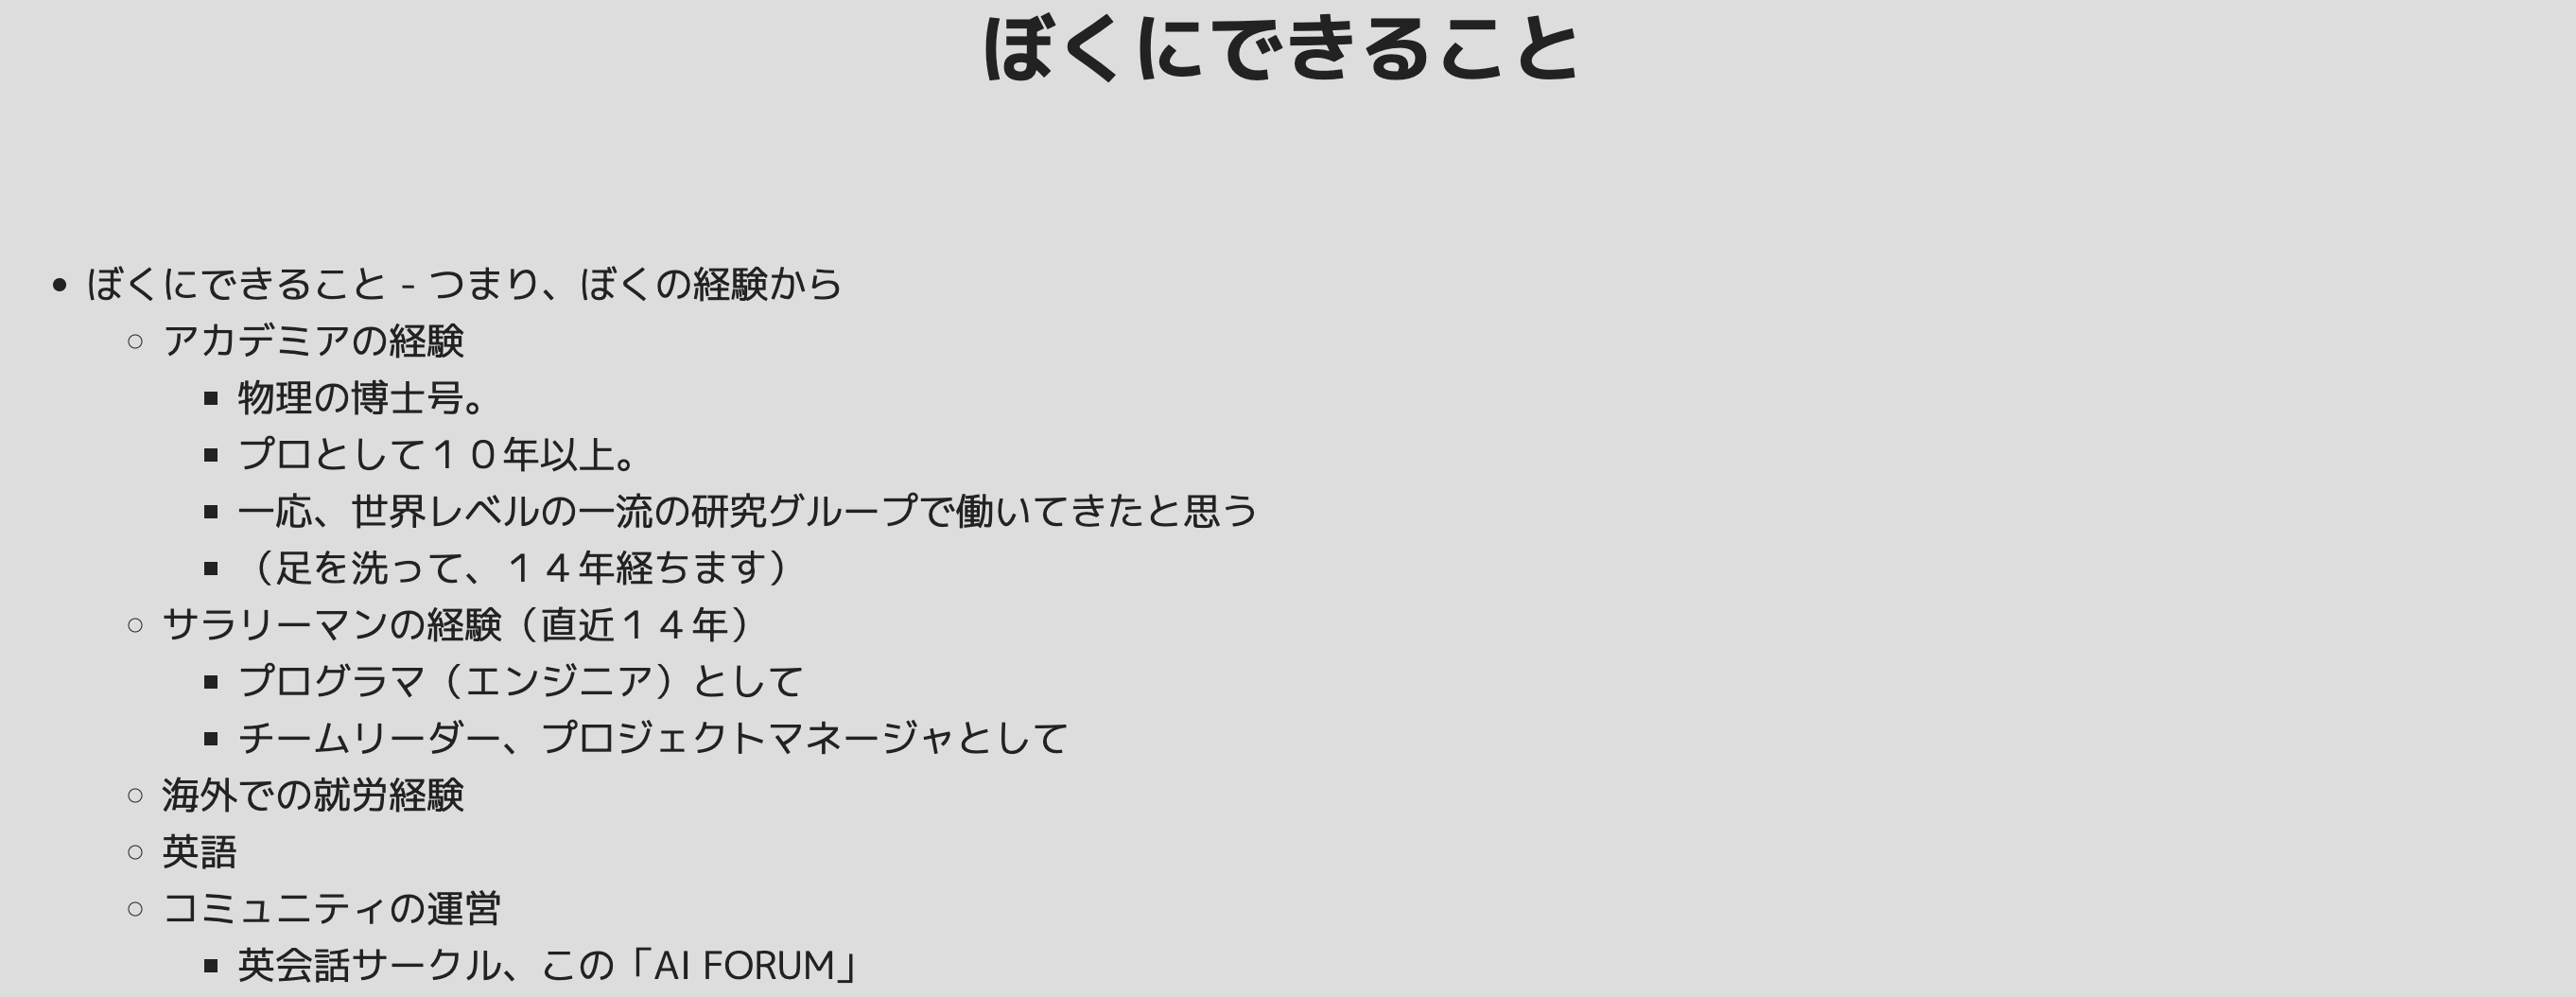 ぼくにできること
ぼくにできること - つまり、ぼくの経験から
アカデミアの経験
物理の博士号。
プロとして１０年以上。
一応、世界レベルの一流の研究グループで働いてきたと思う
（足を洗って、１４年経ちます）
サラリーマンの経験（直近１４年）
プログラマ（エンジニア）として
チームリーダー、プロジェクトマネージャとして
海外での就労経験
英語
コミュニティの運営
英会話サークル、この「AI FORUM」